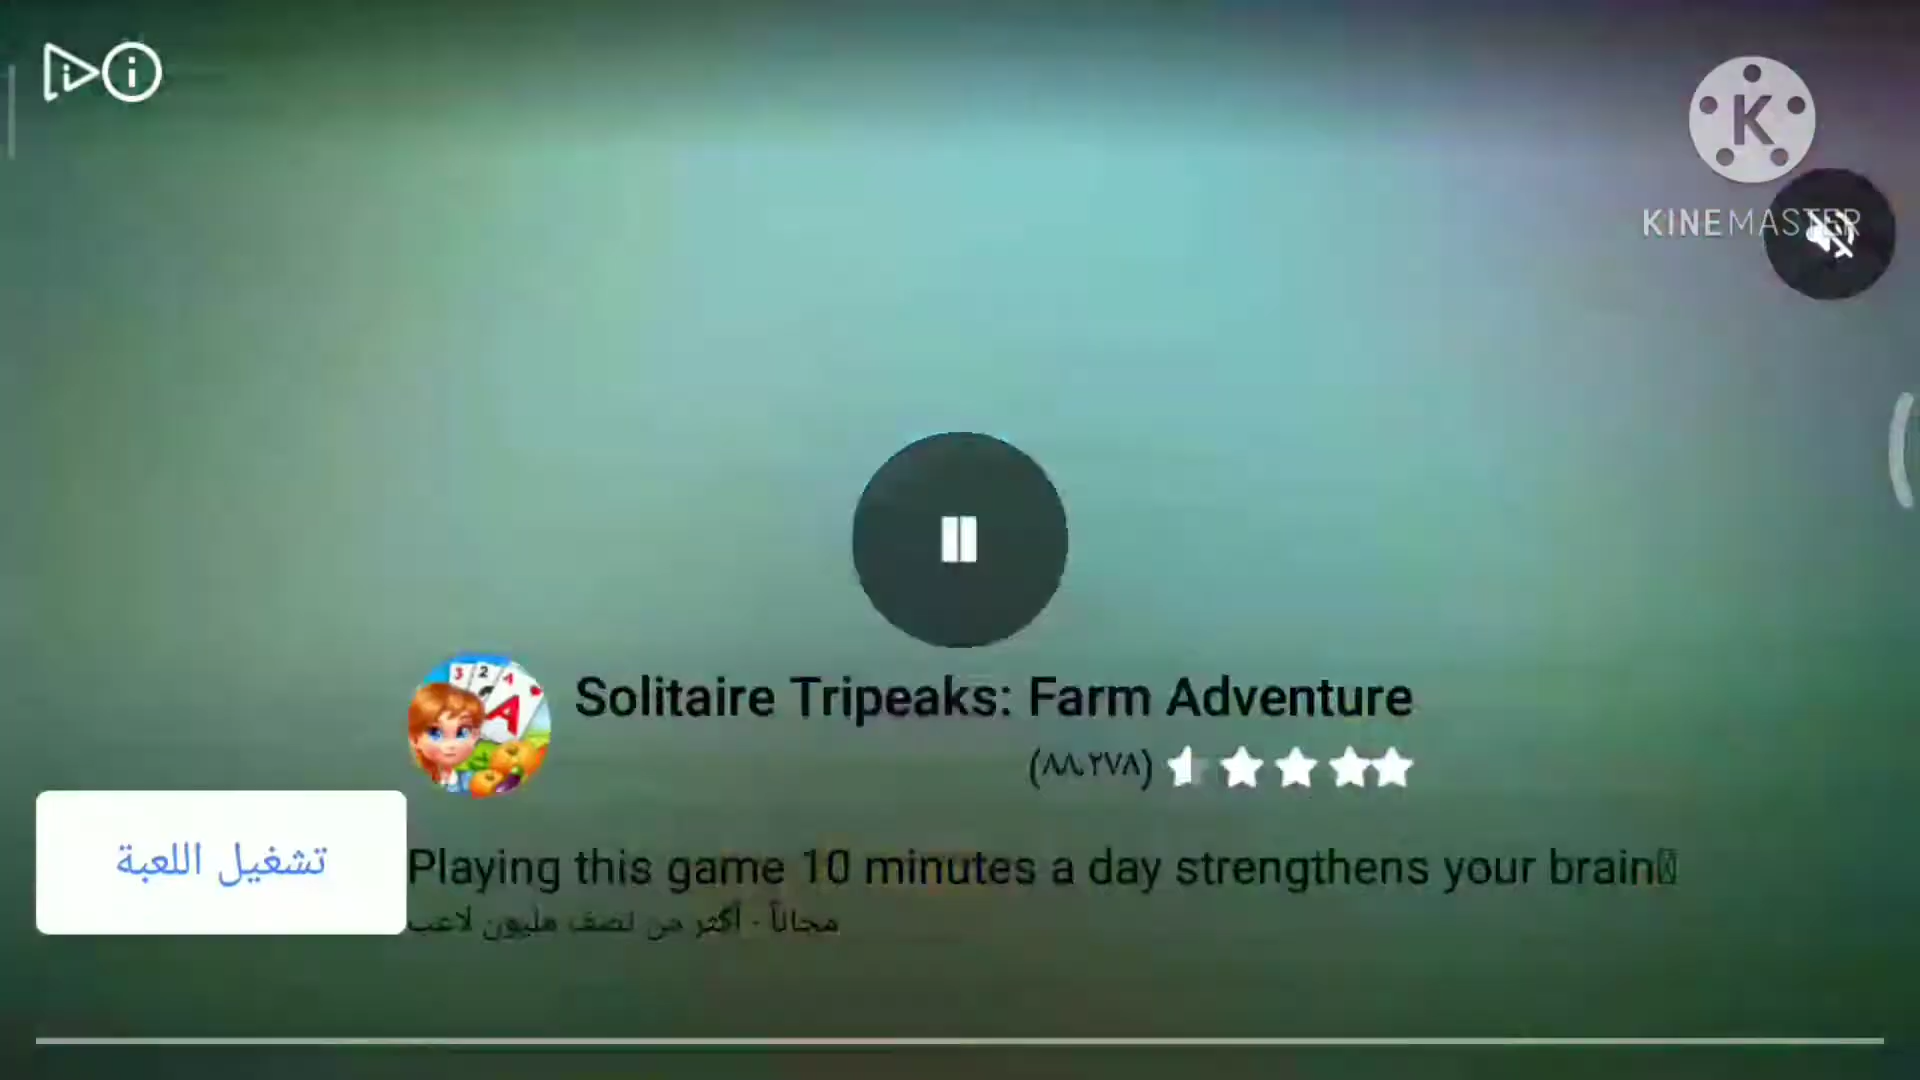 KINEMASTER
Solitaire Tripeaks: Farm Adventure
(٨٨٬٢٧٨)
تشغيل اللعبة
Playing this game 10 minutes a day strengthens your brain
مجاناً - أكثر من نصف مليون لاعب